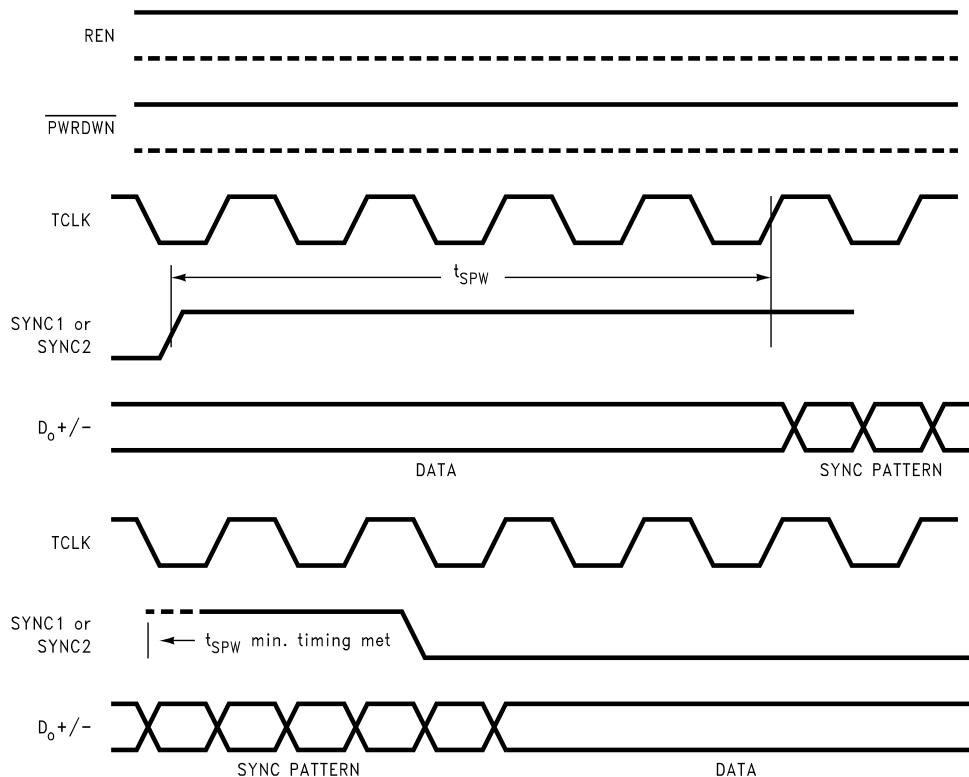 REN
PWRDWN
TCLK
tSPW
SYNC1 or
SYNC2
Do+/-
DATA
SYNC PATTERN
TCLK
SYNC1 or
SYNC2
tSPW min. timing met
Do+/-
SYNC PATTERN
DATA